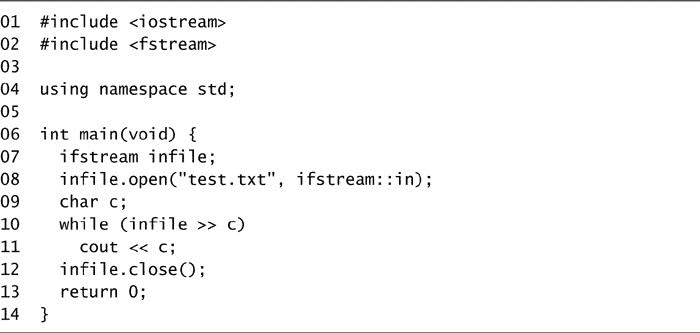 01 #include <iostream>
02 #include <fstream>
03
04 using namespace std;
05
06 int main(void) {
07   ifstream infile;
08   infile.open("test.txt", ifstream::in);
09   char c;
10   while (infile >> c)
11     cout << c;
12   infile.close();
13   return 0;
14 }